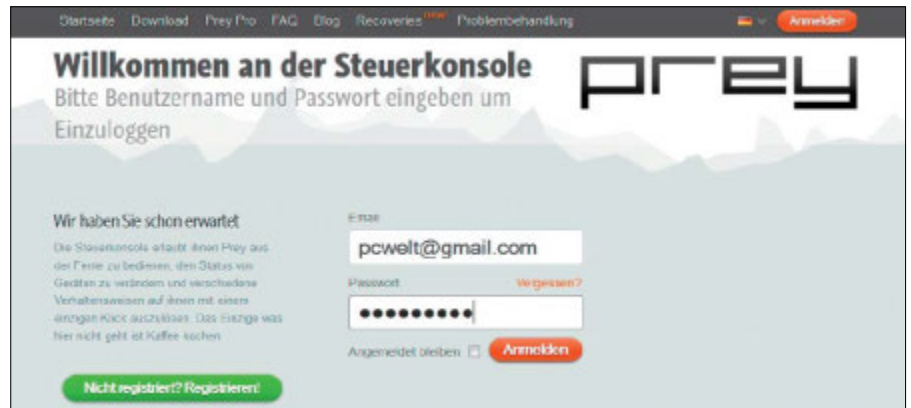 Startseite Download Prey Pro FAQ Blog Recoveries new Problembehandlung
Anmelden
Willkommen an der Steuerkonsole
Bitte Benutzername und Passwort eingeben um
Einzuloggen
prey
Wir haben Sie schon erwartet
Die Steuerkonsole erlaubt ihnen Prey aus
der Ferne zu bedienen, den Status von
Geräten zu verändern und verschiedene
Verhaltensweisen auf ihnen mit einem
einzigen Klick auszulösen. Das Einzige was
hier nicht geht ist Kaffee kochen
Email
pcwelt@gmail.com
Passwort Vergessen?
●●●●●●●●●
Angemeldet bleiben Anmelden
Nicht registriert? Registrieren!